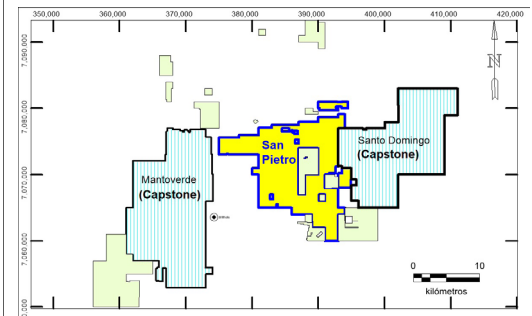 350,000 360,000 370,000 380,000 390,000 400,000 410,000 420,000
7,090,000
7,080,000
7,070,000
7,060,000
N
San
Pietro
Santo Domingo
(Capstone)
Mantoverde
(Capstone)
0 10
kilómetros